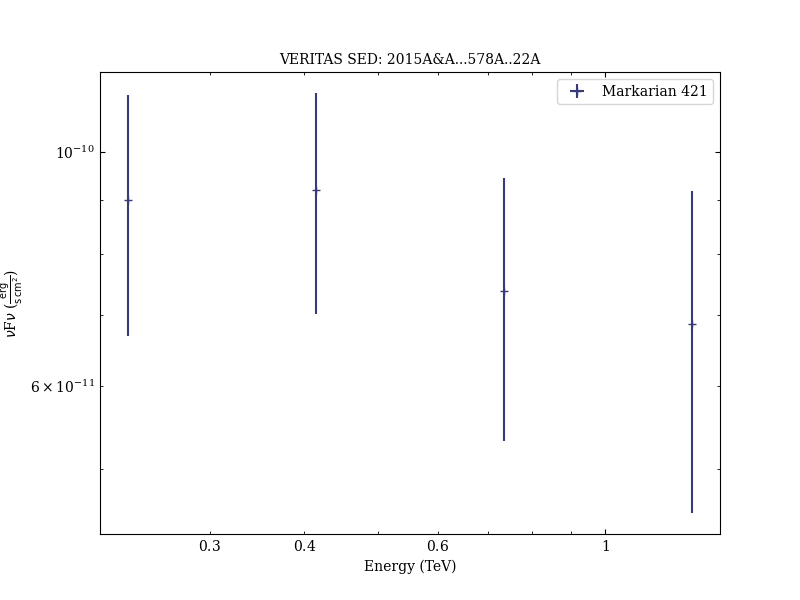 VERITAS SED: 2015A&A...578A..22A
Markarian 421
10⁻¹⁰
6 × 10⁻¹¹
νFν (erg / s cm²)
0.3 0.4 0.6 1
Energy (TeV)